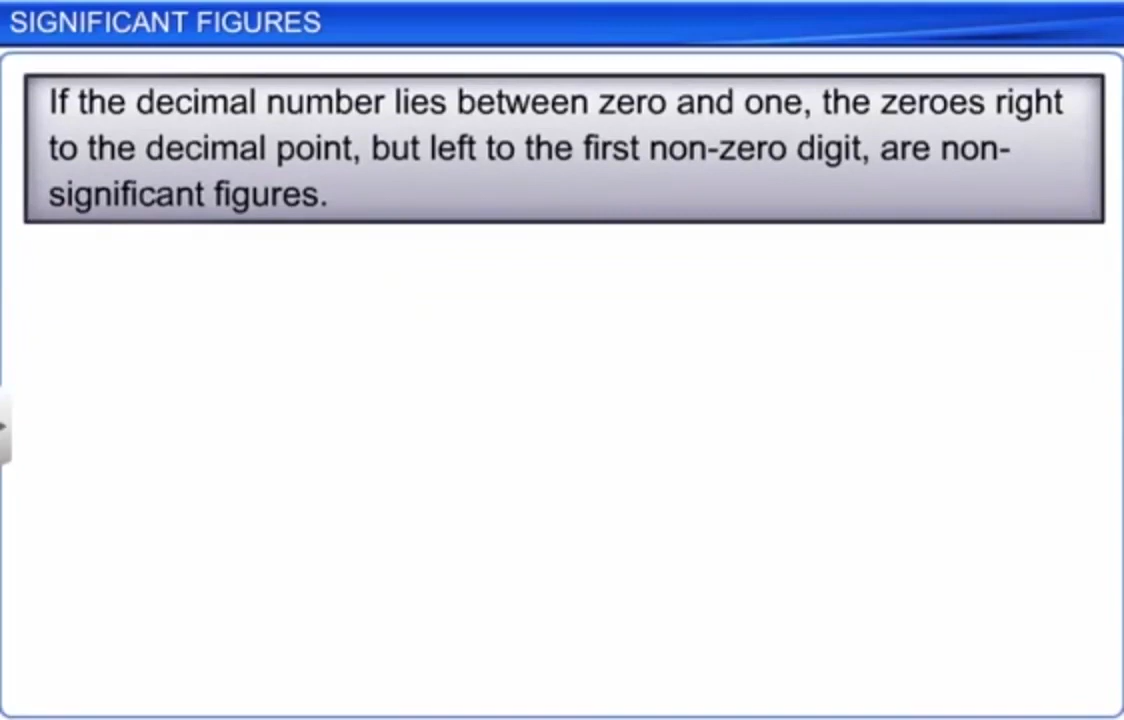 SIGNIFICANT FIGURES
If the decimal number lies between zero and one, the zeroes right
to the decimal point, but left to the first non-zero digit, are non-
significant figures.